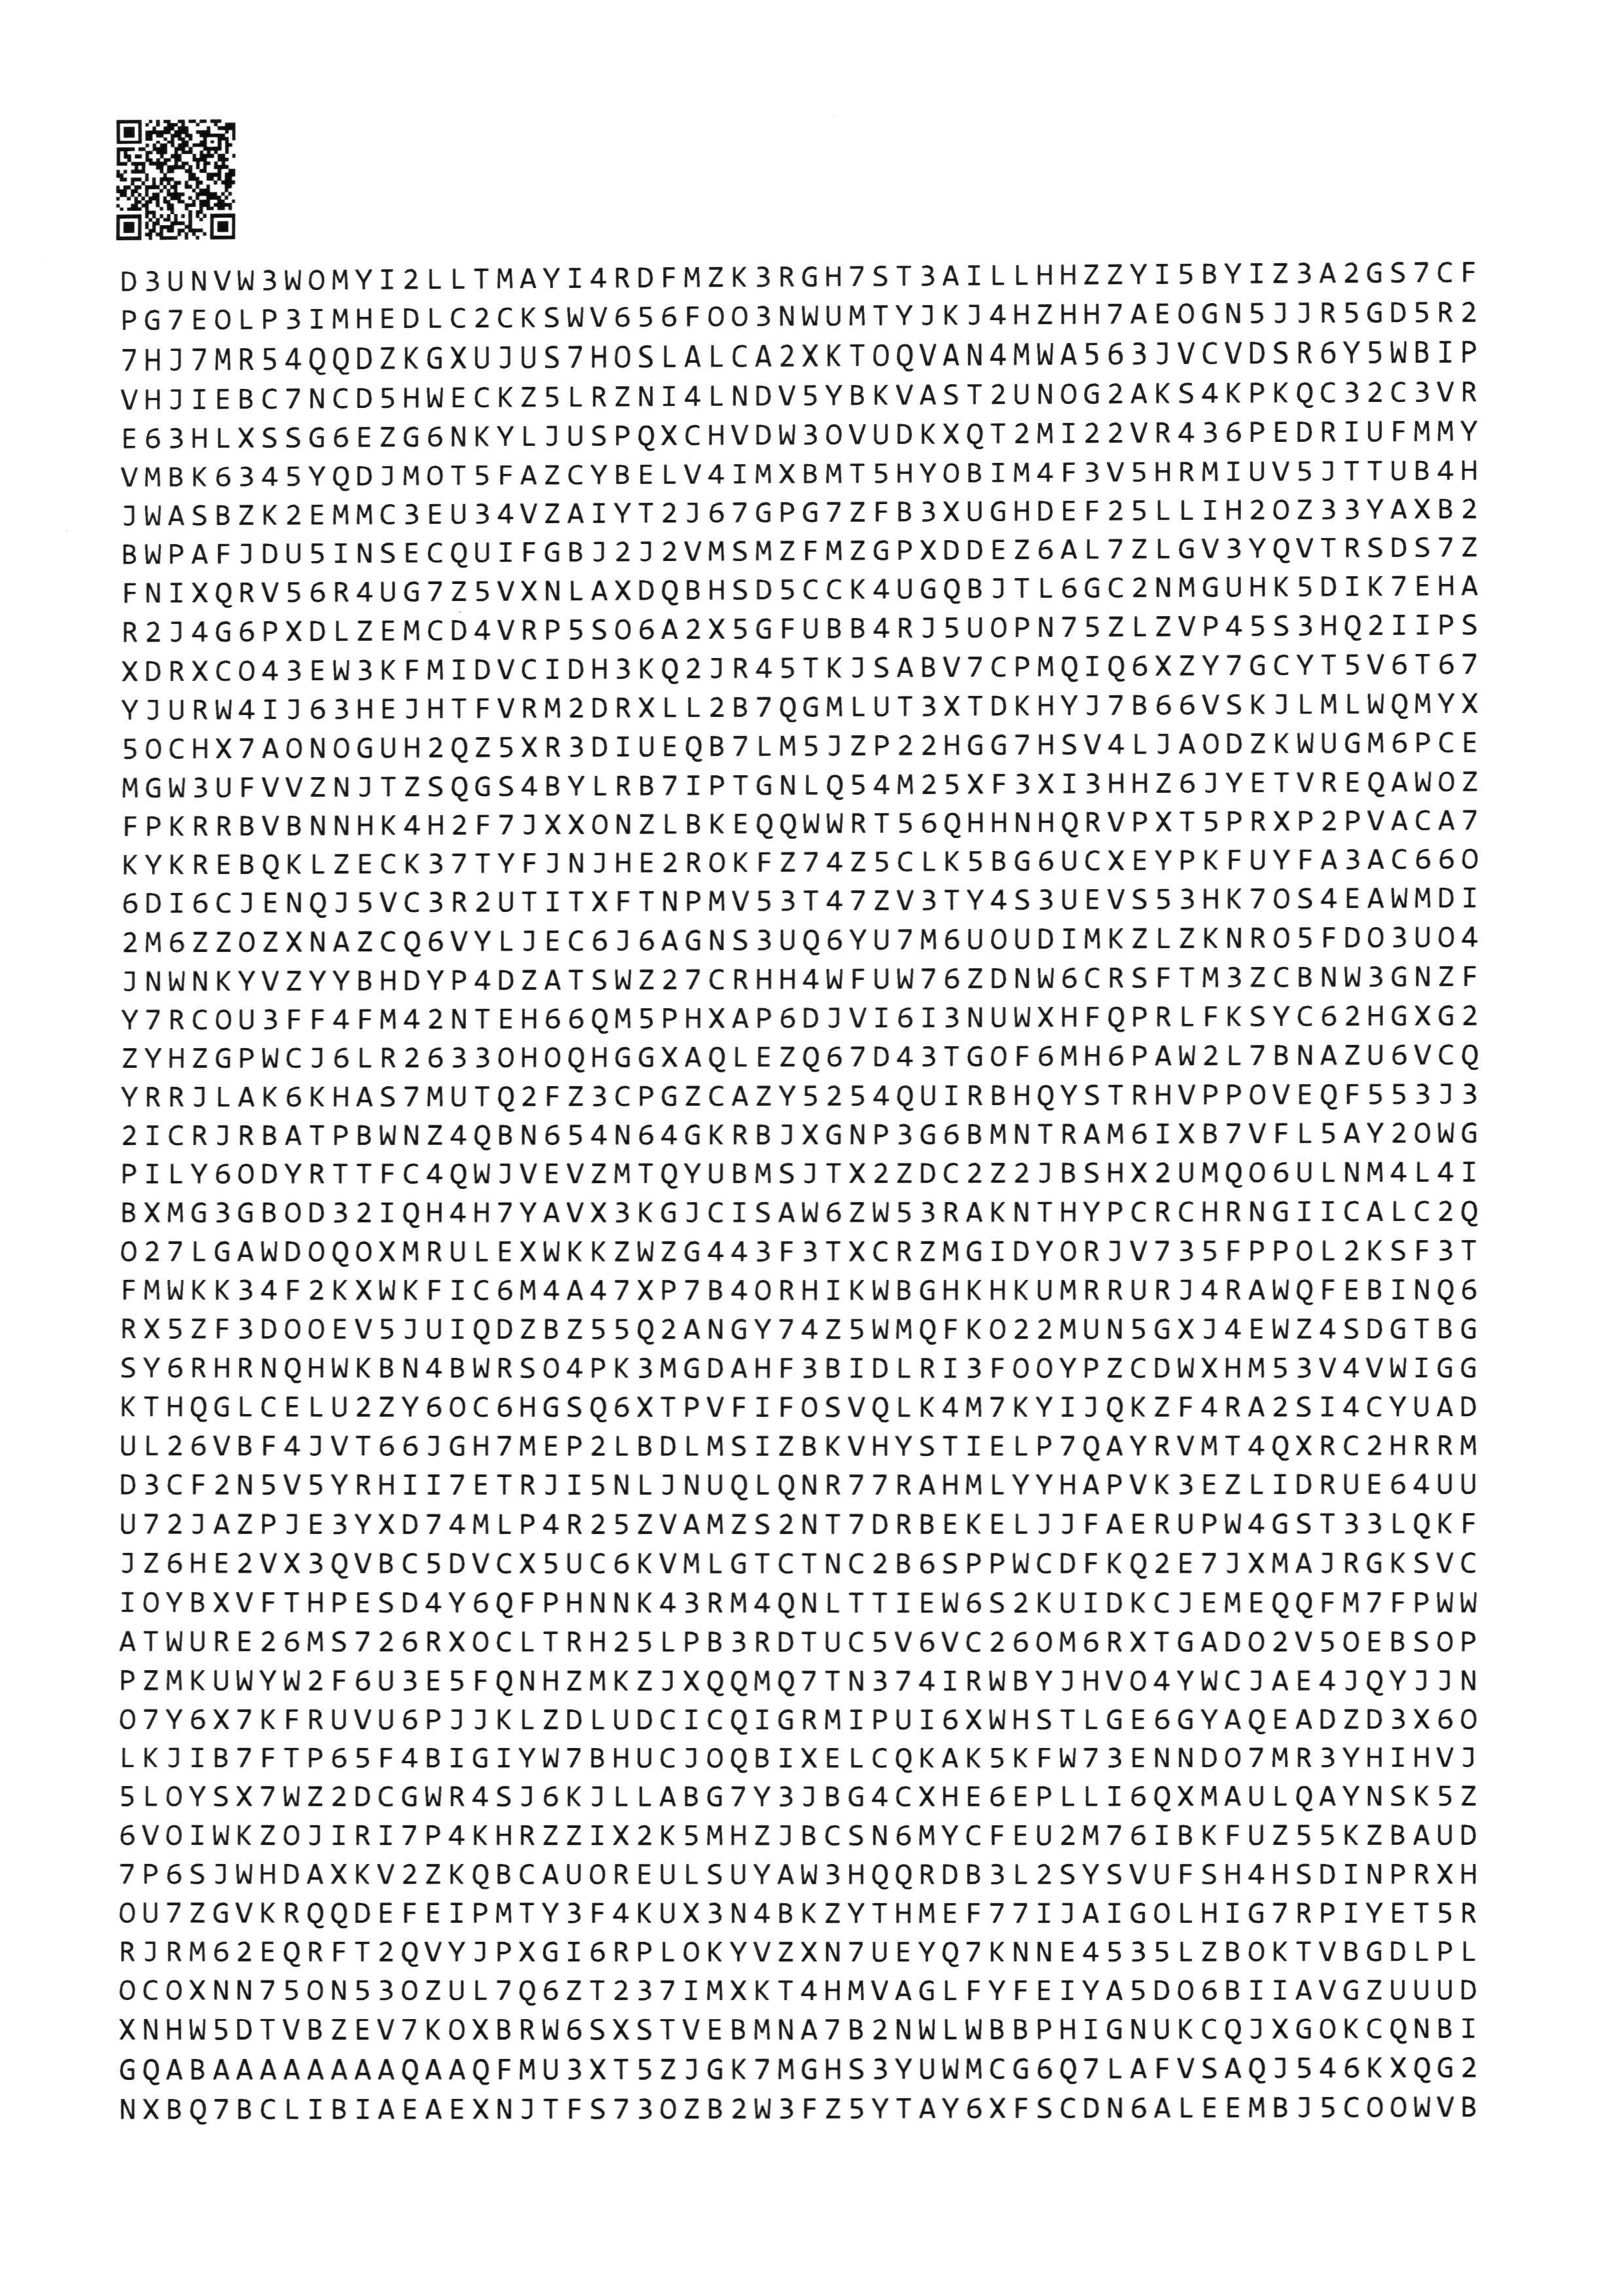 D3UNVW3WOMYI2LLTMAYI4RDFMZK3RGH7ST3AILLHHZZYI5BYIZ3A2GS7CF
PG7EOLP3IMHEDLC2CKSWV656FOO3NWUMTYJKJ4HZHH7AEOGN5JJR5GD5R2
7HJ7MR54QQDZKGXUJUS7HOSLALCA2XKTOQVAN4MWA563JVCVDSR6Y5WBIP
VHJIEBC7NCD5HWECKZ5LRZNI4LNDV5YBKVAST2UNOG2AKS4KPKQC32C3VR
E63HLXSSG6EZG6NKYLJUSPQXCHVDW3OVUDKXQT2MI22VR436PEDRIUFMMY
VMBK6345YQDJMOT5FAZCYBELV4IMXBMT5HYOBIM4F3V5HRMIUV5JTTUB4H
JWASBZK2EMMC3EU34VZAIYT2J67GPG7ZFB3XUGHDEF25LLIH2OZ33YAXB2
BWPAFJDU5INSECQUIFGBJ2J2VMSMZFMZGPXDDEZ6AL7ZLGV3YQVTRSDS7Z
FNIXQRV56R4UG7Z5VXNLAXDQBHSD5CCK4UGQBJTL6GC2NMGUHK5DIK7EHA
R2J4G6PXDLZEMCD4VRP5SO6A2X5GFUBB4RJ5UOPN75ZLZVP45S3HQ2IIPS
XDRXCO43EW3KFMIDVCIDH3KQ2JR45TKJSABV7CPMQIQ6XZY7GCYT5V6T67
YJURW4IJ63HEJHTFVRM2DRXLL2B7QGMLUT3XTDKHYJ7B66VSKJLMLWQMYX
5OCHX7AONOGUH2QZ5XR3DIUEQB7LM5JZP22HGG7HSV4LJAODZKWUGM6PCE
MGW3UFVVZNJTZSQGS4BYLRB7IPTGNLQ54M25XF3XI3HHZ6JYETVREQAWOZ
FPKRRBVBNNHK4H2F7JXXONZLBKEQQWWRT56QHHNHQRVPXT5PRXP2PVACA7
KYKREBQKLZECK37TYFJNJHE2ROKFZ74Z5CLK5BG6UCXEYPKFUYFA3AC66O
6DI6CJENQJ5VC3R2UTITXFTNPMV53T47ZV3TY4S3UEVS53HK7OS4EAWMDI
2M6ZZOZXNAZCQ6VYLJEC6J6AGNS3UQ6YU7M6UOUDIMKZLZKNRO5FDO3UO4
JNWNKYVZYYBHDYP4DZATSWZ27CRHH4WFUW76ZDNW6CRSFTM3ZCBNW3GNZF
Y7RCOU3FF4FM42NTEH66QM5PHXAP6DJVI6I3NUWXHFQPRLFKSYC62HGXG2
ZYHZGPWCJ6LR2633OHOQHGGXAQLEZQ67D43TGOF6MH6PAW2L7BNAZU6VCQ
YRRJLAK6KHAS7MUTQ2FZ3CPGZCAZY5254QUIRBHQYSTRHVPPOVEQF553J3
2ICRJRBATPBWNZ4QBN654N64GKRBJXGNP3G6BMNTRAM6IXB7VFL5AY2OWG
PILY6ODYRTTFC4QWJVEVZMTQYUBMSJTX2ZDC2Z2JBSHX2UMQO6ULNM4L4I
BXMG3GBOD32IQH4H7YAVX3KGJCISAW6ZW53RAKNTHYPCRCHRNGIICALC2Q
O27LGAWDOQOXMRULEXWKKZWZG443F3TXCRZMGIDYORJV735FPPOL2KSF3T
FMWKK34F2KXWKFIC6M4A47XP7B4ORHIKWBGHKHKUMRRURJ4RAWQFEBINQ6
RX5ZF3DOOEV5JUIQDZBZ55Q2ANGY74Z5WMQFKO22MUN5GXJ4EWZ4SDGTBG
SY6RHRNQHWKBN4BWRSO4PK3MGDAHF3BIDLRI3FOOYPZCDWXHM53V4VWIGG
KTHQGLCELU2ZY6OC6HGSQ6XTPVFIFOSVQLK4M7KYIJQKZF4RA2SI4CYUAD
UL26VBF4JVT66JGH7MEP2LBDLMSIZBKVHYSTIELP7QAYRVMT4QXRC2HRRM
D3CF2N5V5YRHII7ETRJI5NLJNUQLQNR77RAHMLYYHAPVK3EZLIDRUE64UU
U72JAZPJE3YXD74MLP4R25ZVAMZS2NT7DRBEKELJJFAERUPW4GST33LQKF
JZ6HE2VX3QVBC5DVCX5UC6KVMLGTCTNC2B6SPPWCDFKQ2E7JXMAJRGKSVC
IOYBXVFTHPESD4Y6QFPHNNK43RM4QNLTTIEW6S2KUIDKCJEMEQQFM7FPWW
ATWURE26MS726RXOCLTRH25LPB3RDTUC5V6VC26OM6RXTGADO2V5OEBSOP
PZMKUWYW2F6U3E5FQNHZMKZJXQQMQ7TN374IRWBYJHVO4YWCJAE4JQYJJN
O7Y6X7KFRUVU6PJJKLZDLUDCICQIGRMIPUI6XWHSTLGE6GYAQEADZD3X6O
LKJIB7FTP65F4BIGIYW7BHUCJOQBIXELCQKAK5KFW73ENNDO7MR3YHIHVJ
5LOYSX7WZ2DCGWR4SJ6KJLLABG7Y3JBG4CXHE6EPLLI6QXMAULQAYNSK5Z
6VOIWKZOJIRI7P4KHRZZIX2K5MHZJBCSN6MYCFEU2M76IBKFUZ55KZBAUD
7P6SJWHDAXKV2ZKQBCAUOREULSUYAW3HQQRDB3L2SYSVUFSH4HSDINPRXH
OU7ZGVKRQQDEFEIPMTY3F4KUX3N4BKZYTHMEF77IJAIGOLHIG7RPIYET5R
RJRM62EQRFT2QVYJPXGI6RPLOKYVZXN7UEYQ7KNNE4535LZBOKTVBGDLPL
OCOXNN75ON53OZUL7Q6ZT237IMXKT4HMVAGLFYFEIYA5DO6BIIAVGZUUUD
XNHW5DTVBZEV7KOXBRW6SXSTVEBMNA7B2NWLWBBPHIGNUKCQJXGOKCQNBI
GQABAAAAAAAAQAAQFMU3XT5ZJGK7MGHS3YUWMCG6Q7LAFVSAQJ546KXQG2
NXBQ7BCLIBIAEAEXNJTFS73OZB2W3FZ5YTAY6XFSCDN6ALEEMBJ5COOWVB